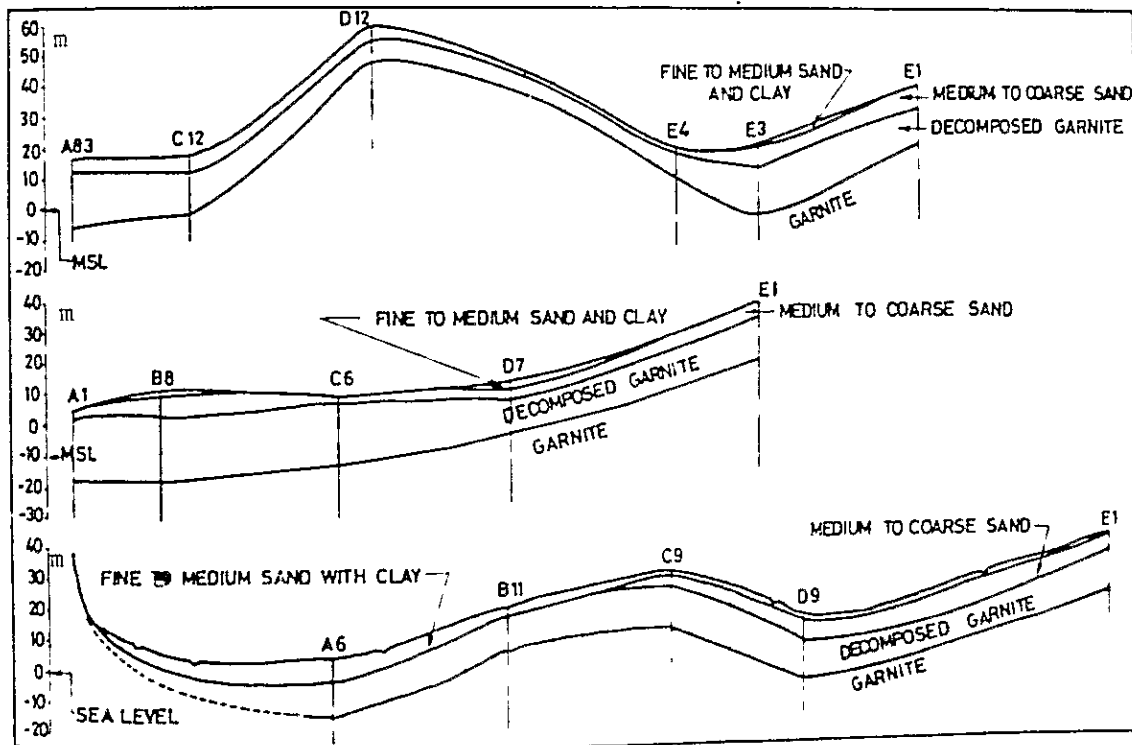 60 m
50
40
30
20
10
0
-10
-20
MSL
A83
C12
D12
E4
E3
E1
FINE TO MEDIUM SAND
AND CLAY
MEDIUM TO COARSE SAND
DECOMPOSED GARNITE
GARNITE
40
m
30
20
10
0
-10
-20
-30
MSL
A1
B8
C6
D7
E1
FINE TO MEDIUM SAND AND CLAY
MEDIUM TO COARSE SAND
DECOMPOSED GARNITE
GARNITE
40
m
30
20
10
0
-10
-20
SEA LEVEL
A6
B11
C9
D9
E1
FINE MEDIUM SAND WITH CLAY
MEDIUM TO COARSE SAND
DECOMPOSED GARNITE
GARNITE